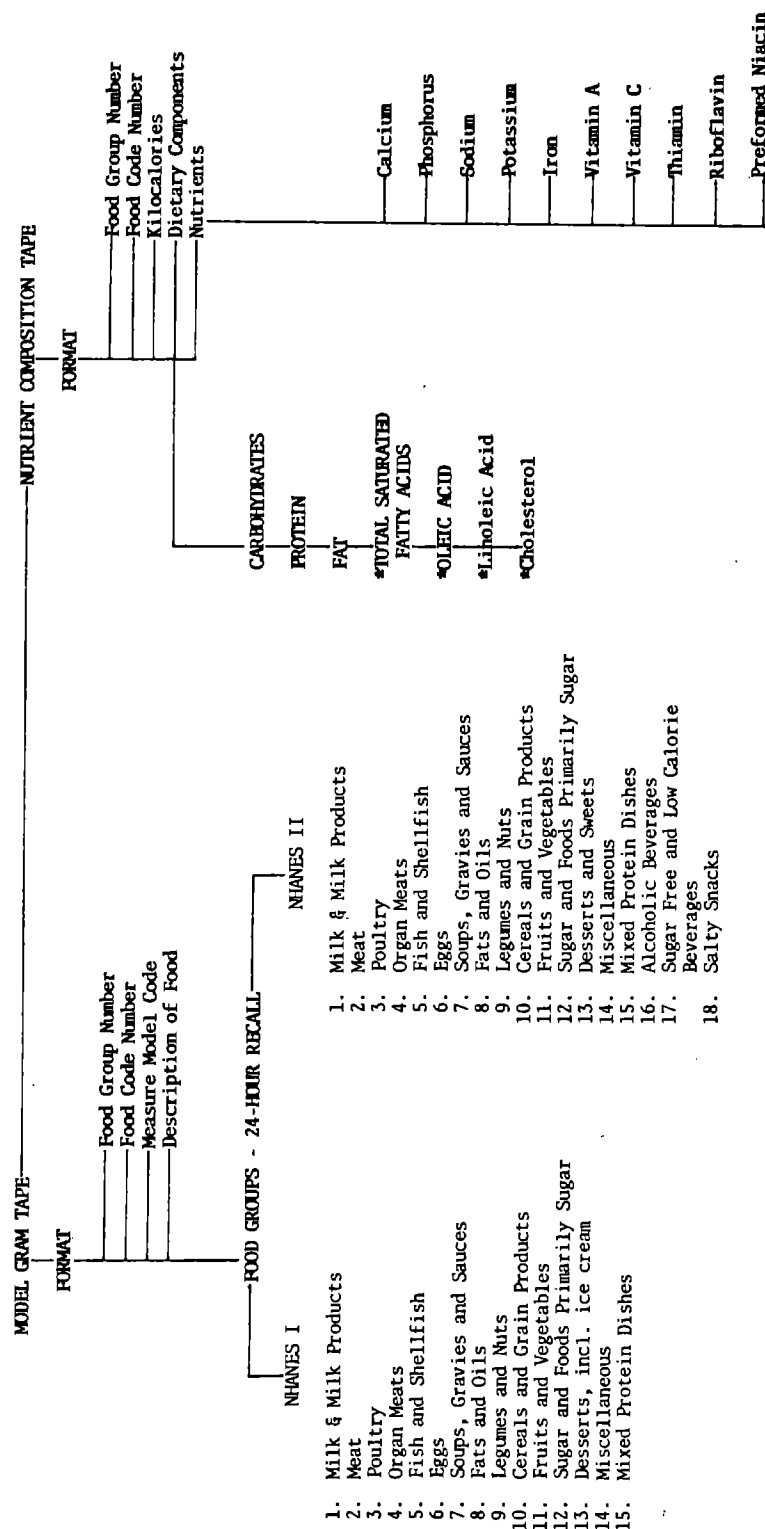 MODEL GRAM TAPE
NUTRIENT COMPOSITION TAPE
FORMAT
Food Group Number
Food Code Number
Measure Model Code
Description of Food
FOOD GROUPS - 24-HOUR RECALL
NHANES I
1. Milk & Milk Products
2. Meat
3. Poultry
4. Organ Meats
5. Fish and Shellfish
6. Eggs
7. Soups, Gravies and Sauces
8. Fats and Oils
9. Legumes and Nuts
10. Cereals and Grain Products
11. Fruits and Vegetables
12. Sugar and Foods Primarily Sugar
13. Desserts, incl. ice cream
14. Miscellaneous
15. Mixed Protein Dishes
NHANES II
1. Milk & Milk Products
2. Meat
3. Poultry
4. Organ Meats
5. Fish and Shellfish
6. Eggs
7. Soups, Gravies and Sauces
8. Fats and Oils
9. Legumes and Nuts
10. Cereals and Grain Products
11. Fruits and Vegetables
12. Sugar and Foods Primarily Sugar
13. Desserts and Sweets
14. Miscellaneous
15. Mixed Protein Dishes
16. Alcoholic Beverages
17. Sugar Free and Low Calorie
Beverages
18. Salty Snacks
FORMAT
Food Group Number
Food Code Number
Kilocalories
Dietary Components
Nutrients
CARBOHYDRATES
PROTEIN
FAT
*TOTAL SATURATED
FATTY ACIDS
*OLEIC ACID
*Linoleic Acid
*Cholesterol
Calcium
Phosphorus
Sodium
Potassium
Iron
Vitamin A
Vitamin C
Thiamin
Riboflavin
Preformed Niacin